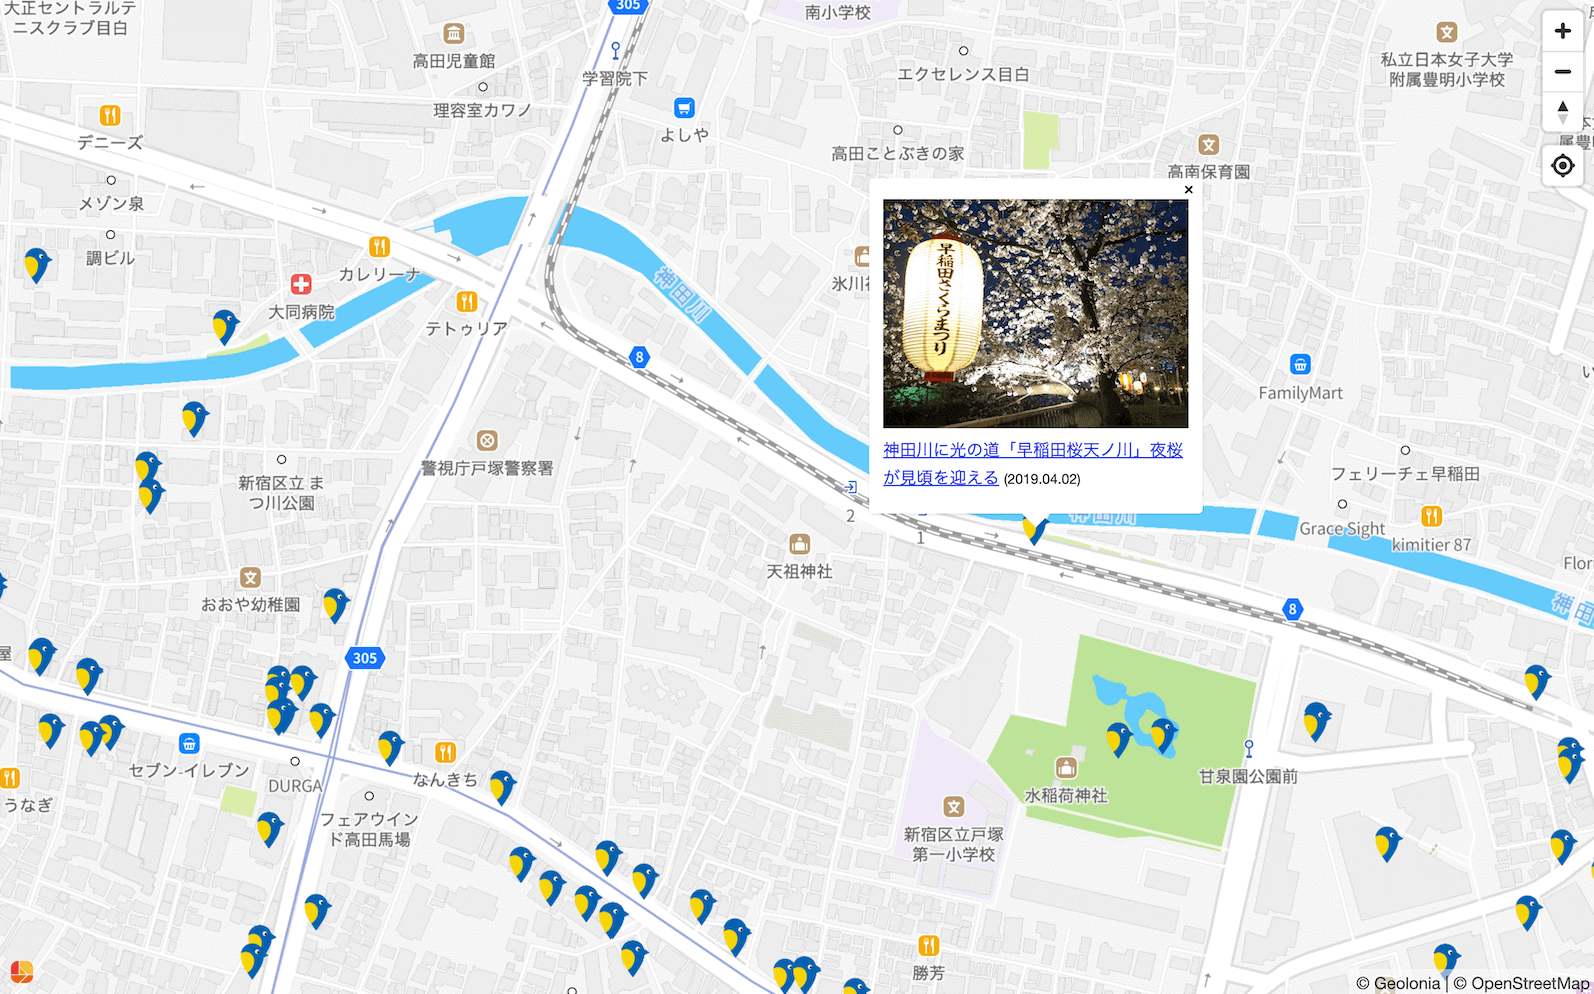 大正セントラルテ
ニスクラブ目白
305
南小学校
高田児童館
学習院下
エクセレンス目白
私立日本女子大学
附属豊明小学校
理容室カワノ
よしや
デニーズ
高田ことぶきの家
高南保育園
メゾン泉
調ビル
カレリーナ
大同病院
テトゥリア
神田川
氷川
早稲田さくらまつり
8
FamilyMart
神田川に光の道「早稲田桜天ノ川」夜桜
が見頃を迎える (2019.04.02)
警視庁戸塚警察署
新宿区立 ま
つ川公園
フェリーチェ早稲田
2
1
神田川
Grace Sight
kimitier 87
Flor
天祖神社
おおや幼稚園
神田
8
屋
305
セブン-イレブン
DURGA
なんきち
うなぎ
フェアウイン
ド高田馬場
水稲荷神社
甘泉園公園前
新宿区立戸塚
第一小学校
勝芳
© Geolonia | © OpenStreetMap